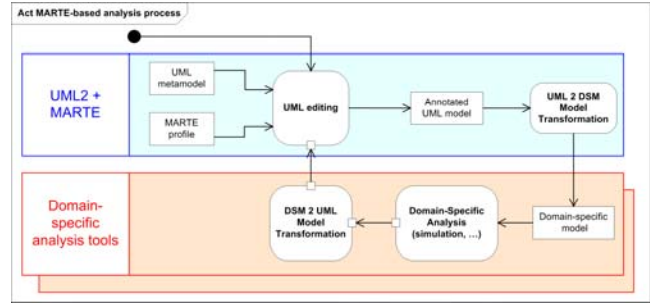 Act MARTE-based analysis process
UML2 +
MARTE
UML
metamodel
MARTE
profile
UML editing
Annotated
UML model
UML 2 DSM
Model
Transformation
Domain-
specific
analysis tools
DSM 2 UML
Model
Transformation
Domain-Specific
Analysis
(simulation, ...)
Domain-specific
model